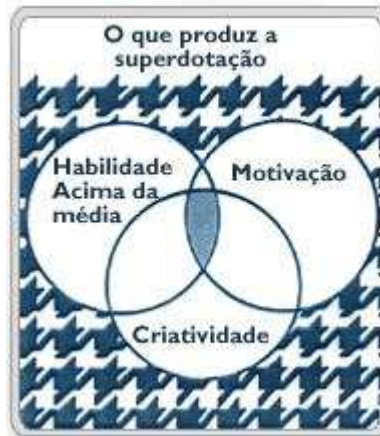 O que produz a
superdotação
Habilidade
Acima da
média
Motivação
Criatividade